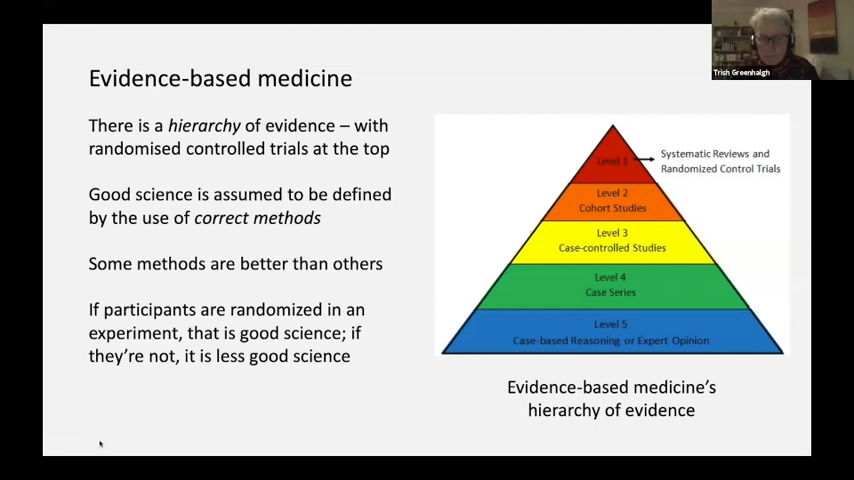 Trish Greenhalgh
Evidence-based medicine
There is a hierarchy of evidence – with
randomised controlled trials at the top
Good science is assumed to be defined
by the use of correct methods
Some methods are better than others
If participants are randomized in an
experiment, that is good science; if
they're not, it is less good science
Level 1
Systematic Reviews and
Randomized Control Trials
Level 2
Cohort Studies
Level 3
Case-controlled Studies
Level 4
Case Series
Level 5
Case-based Reasoning or Expert Opinion
Evidence-based medicine's
hierarchy of evidence